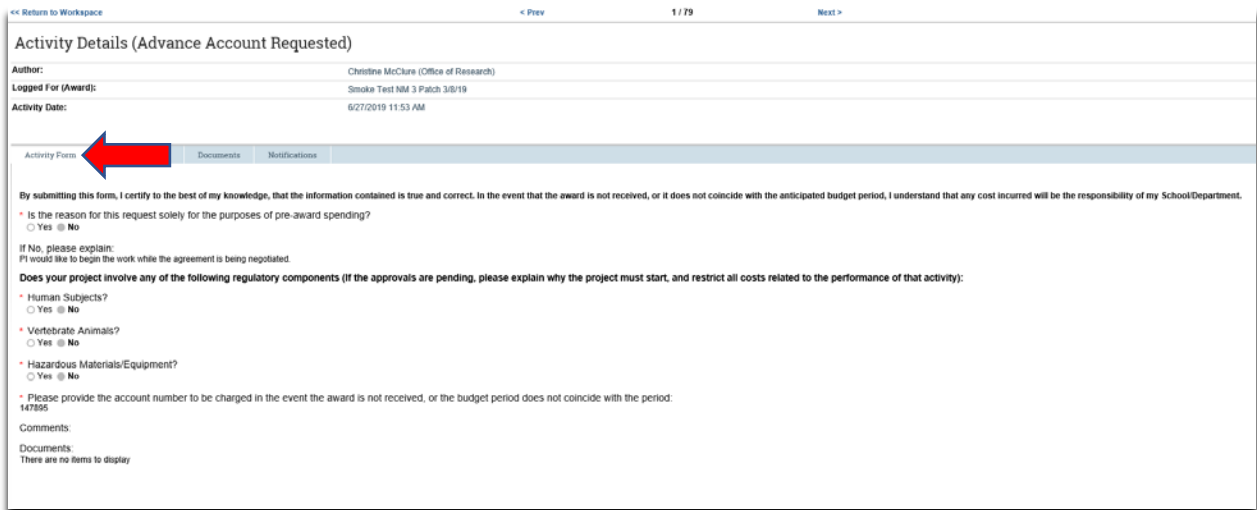 << Return to Workspace < Prev 1 / 79 Next >
Activity Details (Advance Account Requested)
Author: Christine McClure (Office of Research)
Logged For (Award): Smoke Test NM 3 Patch 3/8/19
Activity Date: 6/27/2019 11:53 AM
Activity Form Documents Notifications
By submitting this form, I certify to the best of my knowledge, that the information contained is true and correct. In the event that the award is not received, or it does not coincide with the anticipated budget period, I understand that any cost incurred will be the responsibility of my School/Department.
* Is the reason for this request solely for the purposes of pre-award spending?
Yes No
If No, please explain:
PI would like to begin the work while the agreement is being negotiated.
Does your project involve any of the following regulatory components (If the approvals are pending, please explain why the project must start, and restrict all costs related to the performance of that activity):
* Human Subjects?
Yes No
* Vertebrate Animals?
Yes No
* Hazardous Materials/Equipment?
Yes No
* Please provide the account number to be charged in the event the award is not received, or the budget period does not coincide with the period:
147895
Comments:
Documents:
There are no items to display